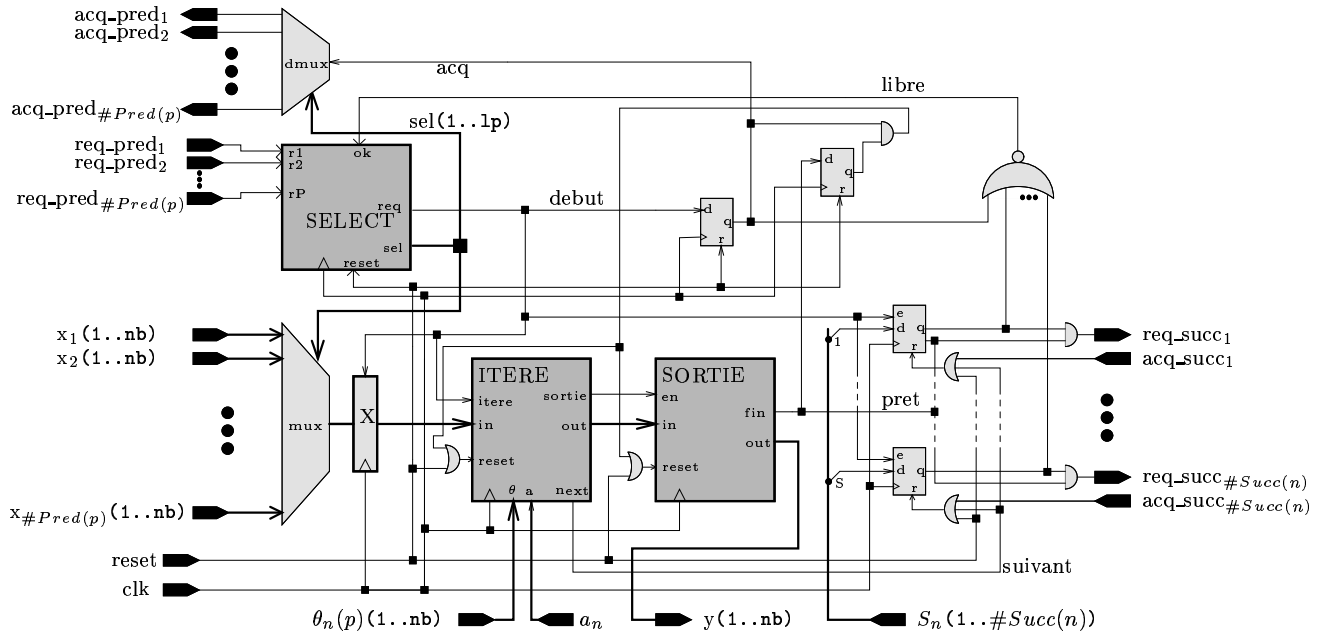 acq_pred₁
acq_pred₂
dmux
acq
libre
acq_pred#Pred(p)
sel(1..lp)
req_pred₁
req_pred₂
req_pred#Pred(p)
r1
r2
rP
ok
req
SELECT
sel
reset
debut
d
q
r
d
q
r
x₁(1..nb)
x₂(1..nb)
x#Pred(p)(1..nb)
mux
X
ITERE
itere
sortie
in
out
reset
θ
a
next
SORTIE
en
in
fin
out
reset
1
e
d
q
r
req_succ₁
acq_succ₁
pret
S
e
d
q
r
req_succ#Succ(n)
acq_succ#Succ(n)
reset
suivant
clk
θₙ(p)(1..nb)
aₙ
y(1..nb)
Sₙ(1..#Succ(n))